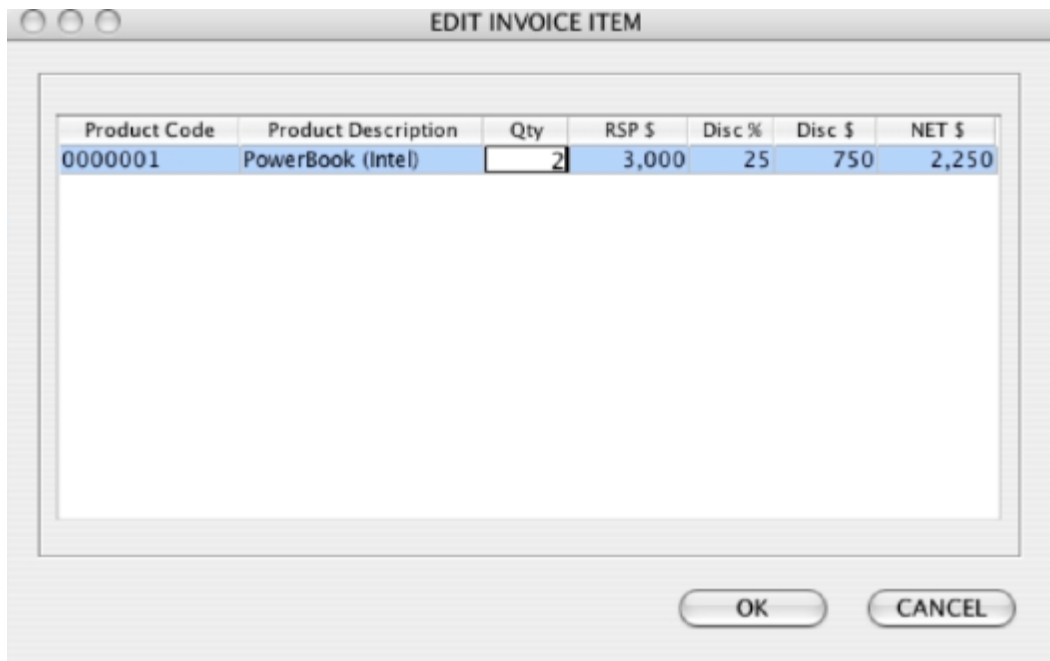 EDIT INVOICE ITEM
Product Code Product Description Qty RSP $ Disc % Disc $ NET $
0000001 PowerBook (Intel) 2 3,000 25 750 2,250
OK CANCEL